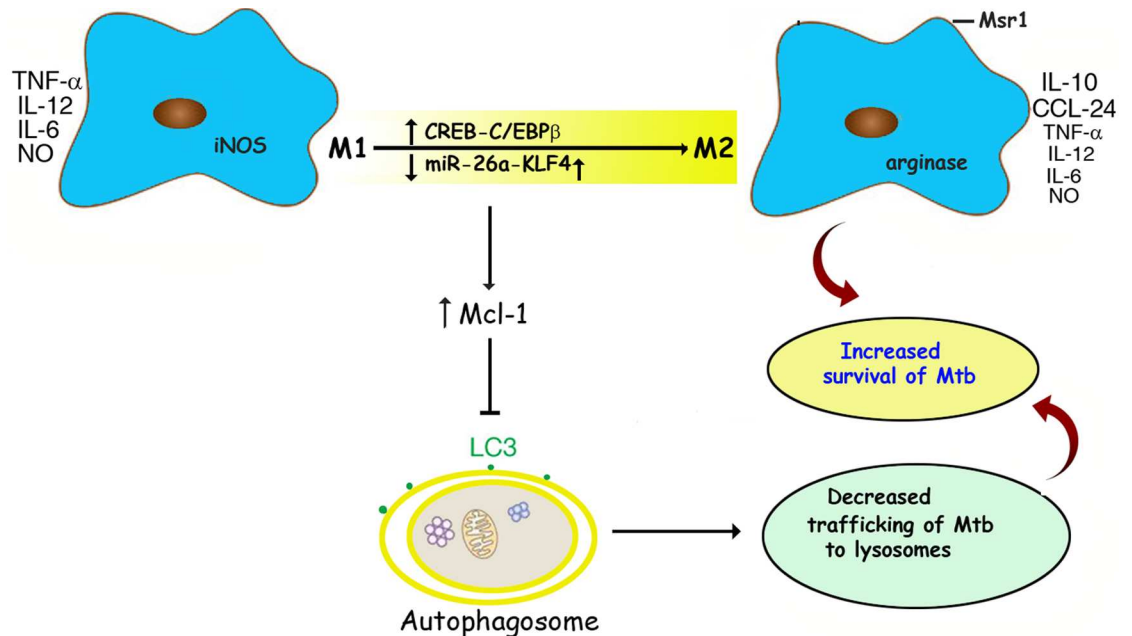 TNF-α
IL-12
IL-6
NO
iNOS
M1
↑ CREB-C/EBPβ
↓ miR-26a-KLF4↑
M2
Msr1
arginase
IL-10
CCL-24
TNF-α
IL-12
IL-6
NO
↑ Mcl-1
LC3
Autophagosome
Increased
survival of Mtb
Decreased
trafficking of Mtb
to lysosomes